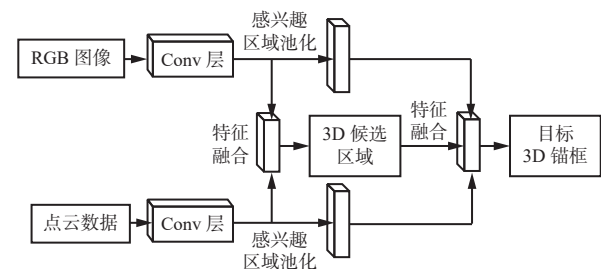 感兴趣
区域池化
RGB 图像
Conv 层
特征
融合
3D 候选
区域
特征
融合
目标
3D 锚框
点云数据
Conv 层
感兴趣
区域池化